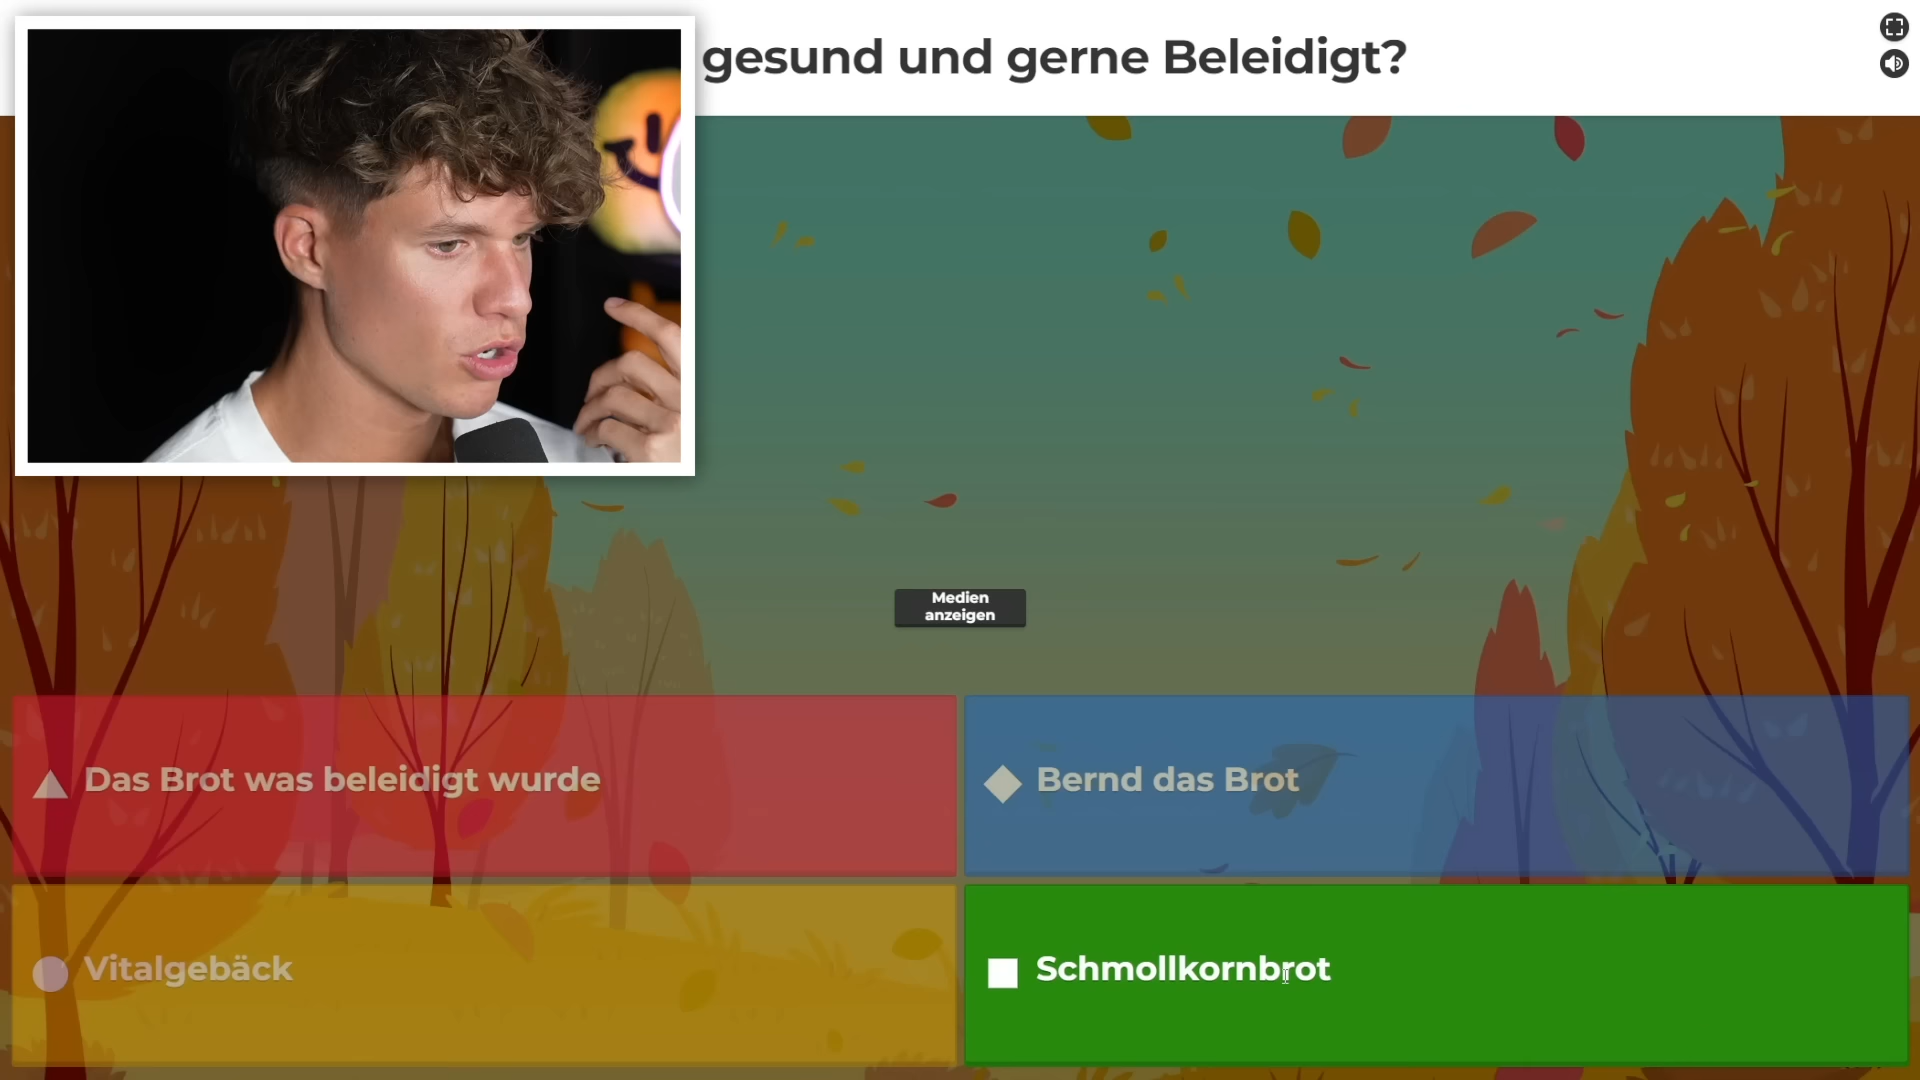 gesund und gerne Beleidigt?
Medien
anzeigen
Das Brot was beleidigt wurde
Bernd das Brot
Vitalgebäck
Schmollkornbrot